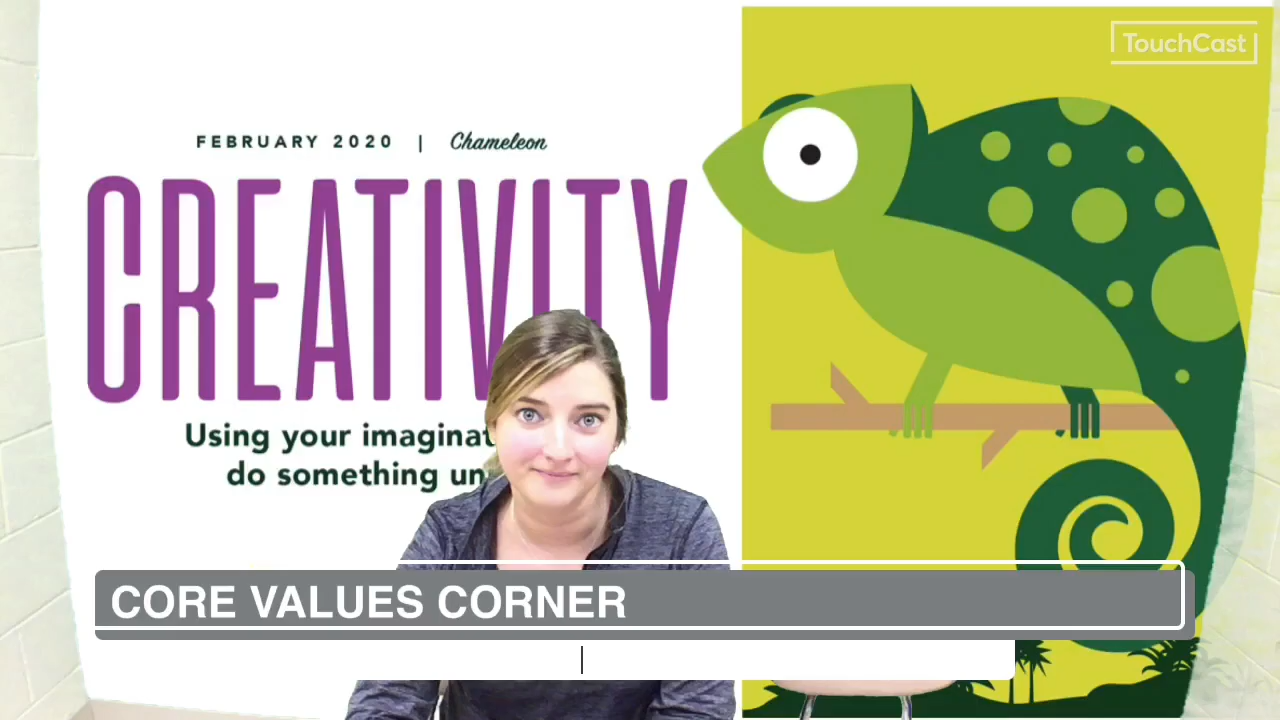 TouchCast
FEBRUARY 2020 | Chameleon
CREATIVITY
Using your imaginat
do something un
CORE VALUES CORNER